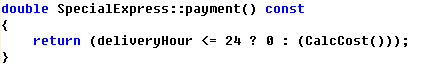 double SpecialExpress::payment() const
{
    return (deliveryHour <= 24 ? 0 : (CalcCost()));
}